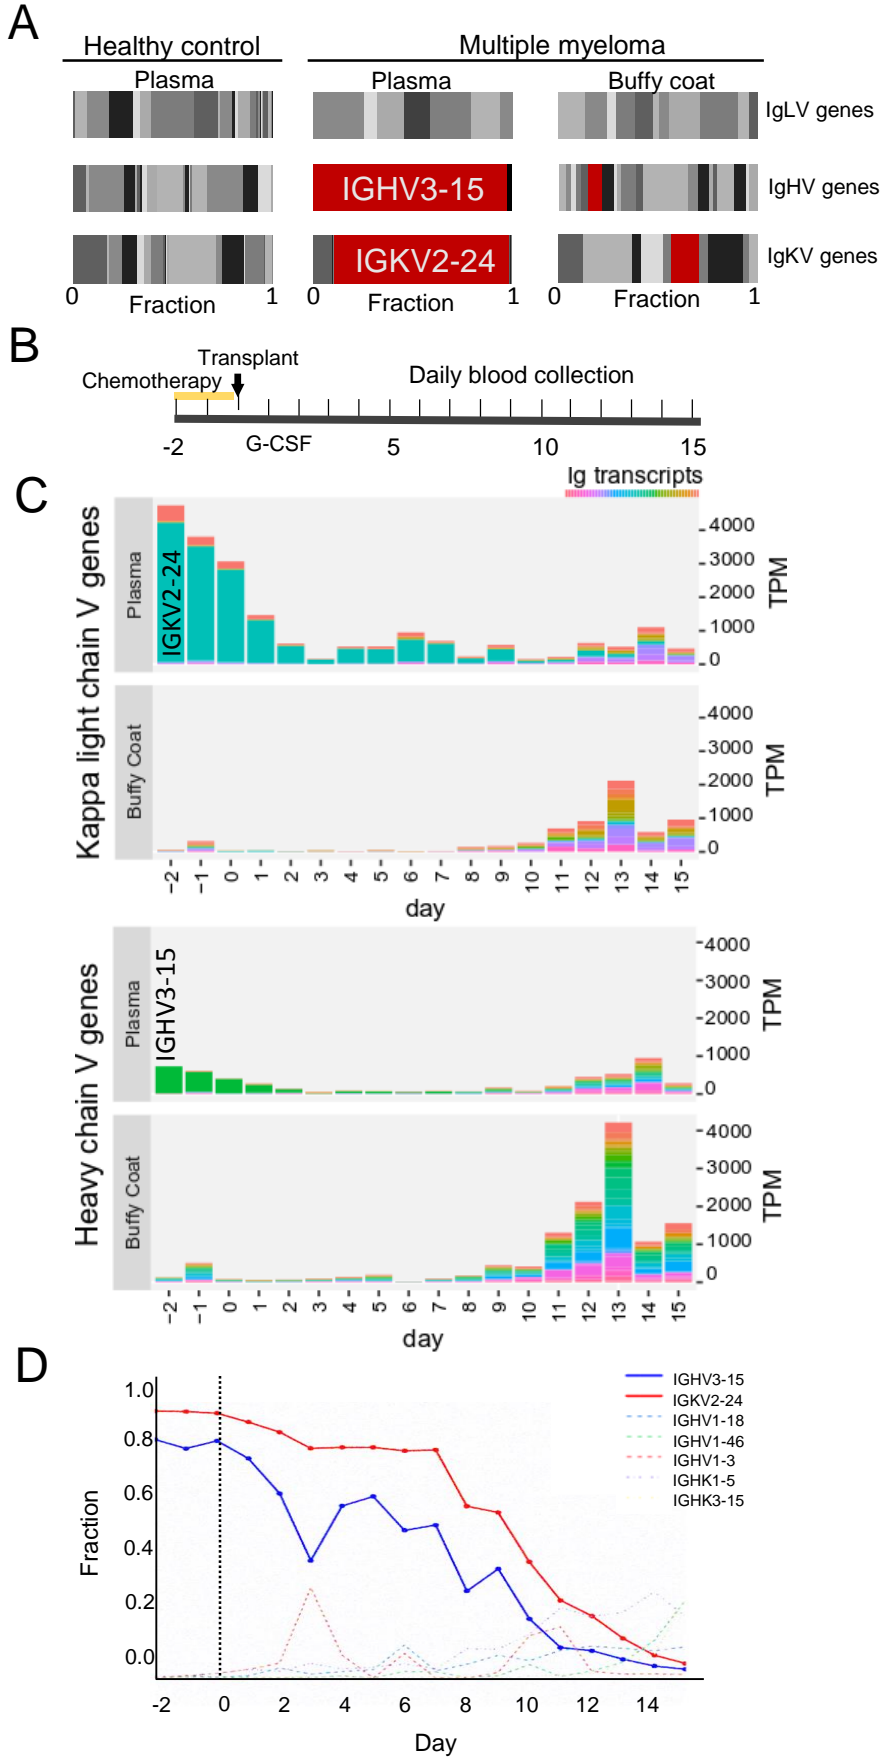 A
Healthy control
Multiple myeloma
Plasma
Plasma
Buffy coat
IgLV genes
IGHV3-15
IgHV genes
IGKV2-24
IgKV genes
0
1
0
1
0
1
Fraction
Fraction
Fraction
B
Transplant
Chemotherapy
Daily blood collection
-2
G-CSF
5
10
15
C
Ig transcripts
Kappa light chain V genes
Plasma
IGKV2-24
4000
3000
2000
1000
0
TPM
Buffy Coat
4000
3000
2000
1000
0
TPM
−2 −1 0 1 2 3 4 5 6 7 8 9 10 11 12 13 14 15
day
Heavy chain V genes
Plasma
IGHV3-15
4000
3000
2000
1000
0
TPM
Buffy Coat
4000
3000
2000
1000
0
TPM
−2 −1 0 1 2 3 4 5 6 7 8 9 10 11 12 13 14 15
day
D
IGHV3-15
IGKV2-24
IGHV1-18
IGHV1-46
IGHV1-3
IGHK1-5
IGHK3-15
Fraction
1.0
0.8
0.6
0.4
0.2
0.0
-2 0 2 4 6 8 10 12 14
Day